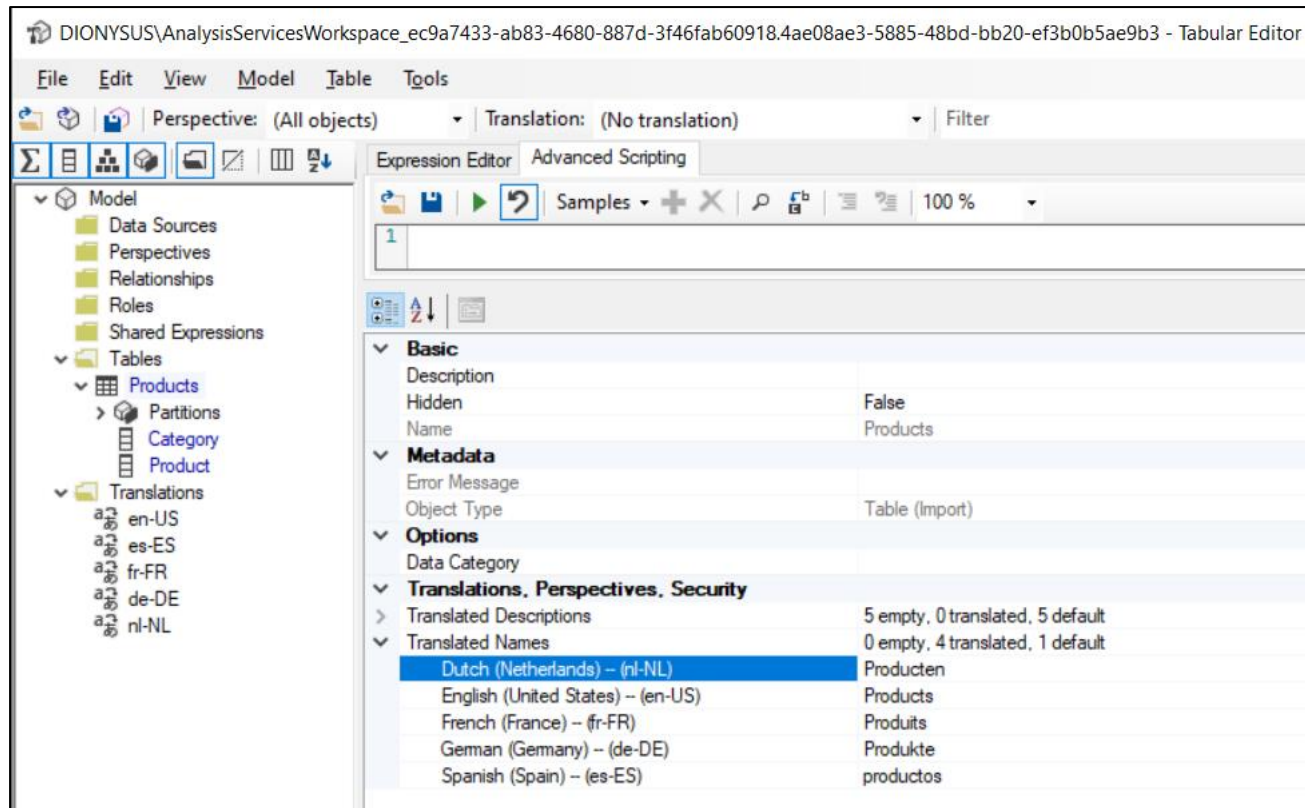 DIONYSUS\AnalysisServicesWorkspace_ec9a7433-ab83-4680-887d-3f46fab60918.4ae08ae3-5885-48bd-bb20-ef3b0b5ae9b3 - Tabular Editor
File Edit View Model Table Tools
Perspective: (All objects) Translation: (No translation) Filter
Expression Editor Advanced Scripting
Samples 100 %
1
Model
Data Sources
Perspectives
Relationships
Roles
Shared Expressions
Tables
Products
Partitions
Category
Product
Translations
en-US
es-ES
fr-FR
de-DE
nl-NL
Basic
Description
Hidden False
Name Products
Metadata
Error Message
Object Type Table (Import)
Options
Data Category
Translations, Perspectives, Security
Translated Descriptions 5 empty, 0 translated, 5 default
Translated Names 0 empty, 4 translated, 1 default
Dutch (Netherlands) -- (nl-NL) Producten
English (United States) -- (en-US) Products
French (France) -- (fr-FR) Produits
German (Germany) -- (de-DE) Produkte
Spanish (Spain) -- (es-ES) productos